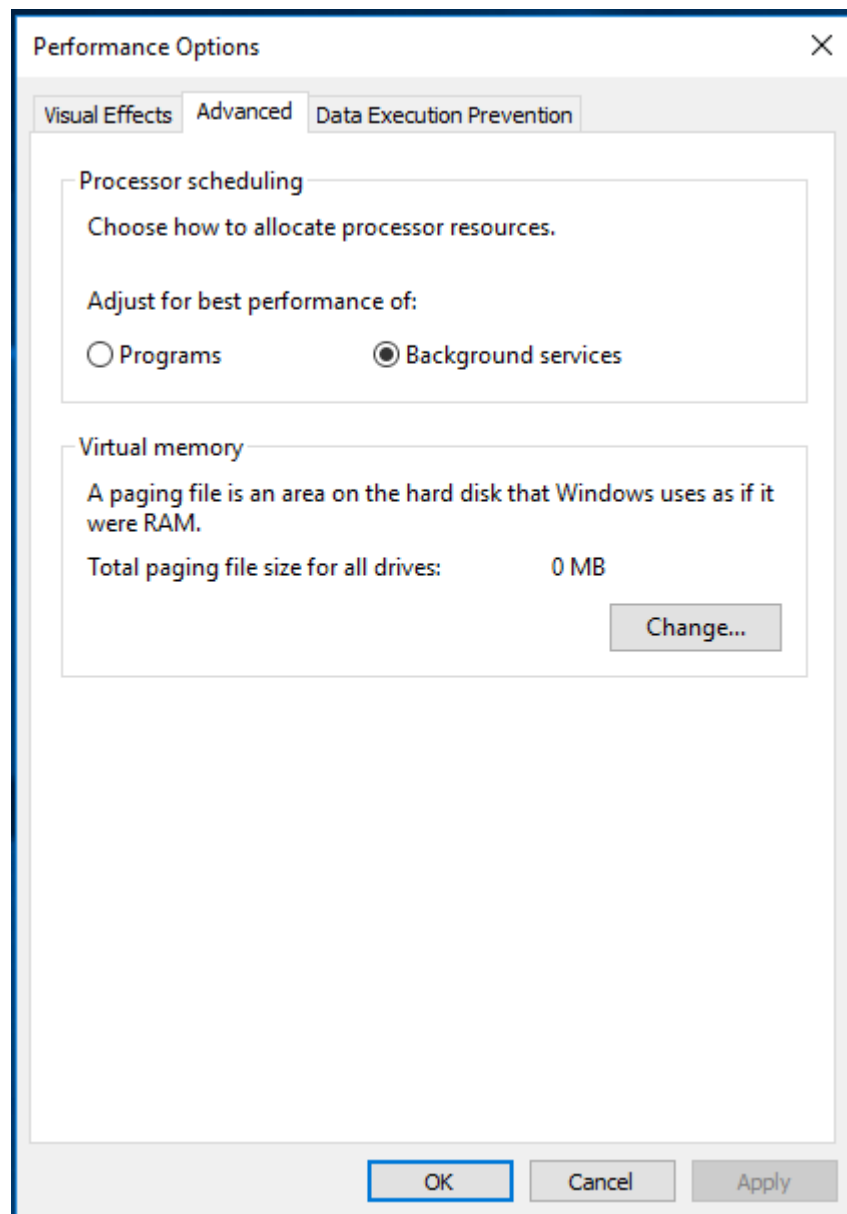 Performance Options
Visual Effects
Advanced
Data Execution Prevention
Processor scheduling
Choose how to allocate processor resources.
Adjust for best performance of:
Programs
Background services
Virtual memory
A paging file is an area on the hard disk that Windows uses as if it
were RAM.
Total paging file size for all drives:
0 MB
Change...
OK
Cancel
Apply